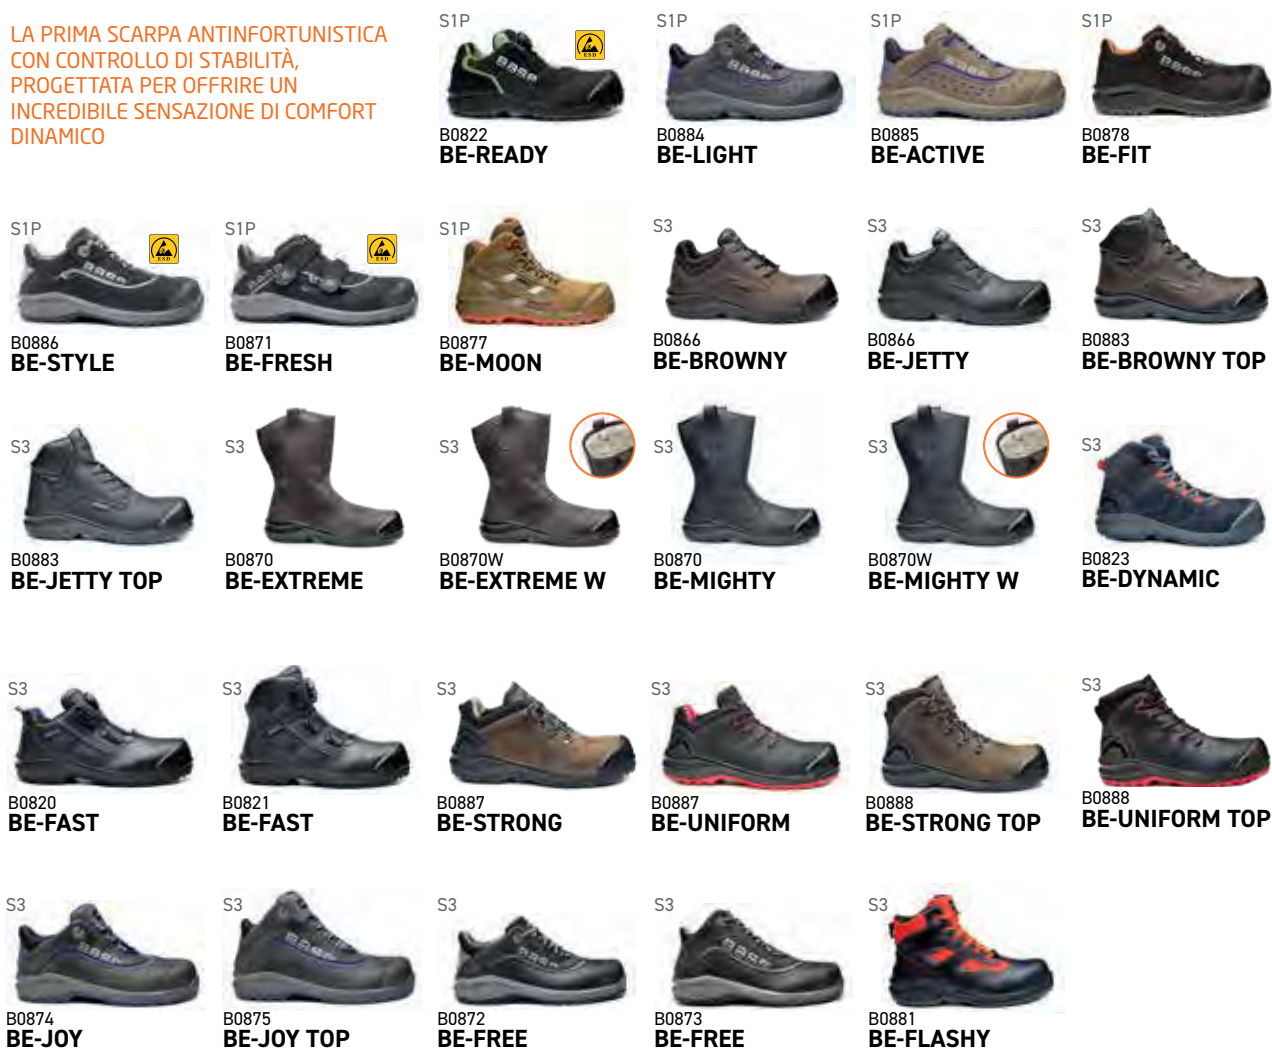 LA PRIMA SCARPA ANTINFORTUNISTICA
CON CONTROLLO DI STABILITÀ,
PROGETTATA PER OFFRIRE UN
INCREDIBILE SENSAZIONE DI COMFORT
DINAMICO
S1P
ESD
B0822
BE-READY
S1P
B0884
BE-LIGHT
S1P
B0885
BE-ACTIVE
S1P
B0878
BE-FIT
S1P
ESD
B0886
BE-STYLE
S1P
ESD
B0871
BE-FRESH
S1P
B0877
BE-MOON
S3
B0866
BE-BROWNY
S3
B0866
BE-JETTY
S3
B0883
BE-BROWNY TOP
S3
B0883
BE-JETTY TOP
S3
B0870
BE-EXTREME
S3
B0870W
BE-EXTREME W
S3
B0870
BE-MIGHTY
S3
B0870W
BE-MIGHTY W
S3
B0823
BE-DYNAMIC
S3
B0820
BE-FAST
S3
B0821
BE-FAST
S3
B0887
BE-STRONG
S3
B0887
BE-UNIFORM
S3
B0888
BE-STRONG TOP
S3
B0888
BE-UNIFORM TOP
S3
B0874
BE-JOY
S3
B0875
BE-JOY TOP
S3
B0872
BE-FREE
S3
B0873
BE-FREE
S3
B0881
BE-FLASHY